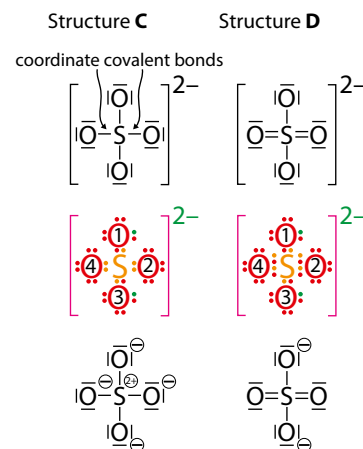 Structure C Structure D
coordinate covalent bonds
|O| 2– |O| 2–
|O–S–O| O=S=O
|O| |O|
2– 2–
1 1
4 S 2 4 S 2
3 3
|O|⊖ |O|⊖
|O⊖–S 2+–O|⊖ O=S=O
|O|⊖ |O|⊖